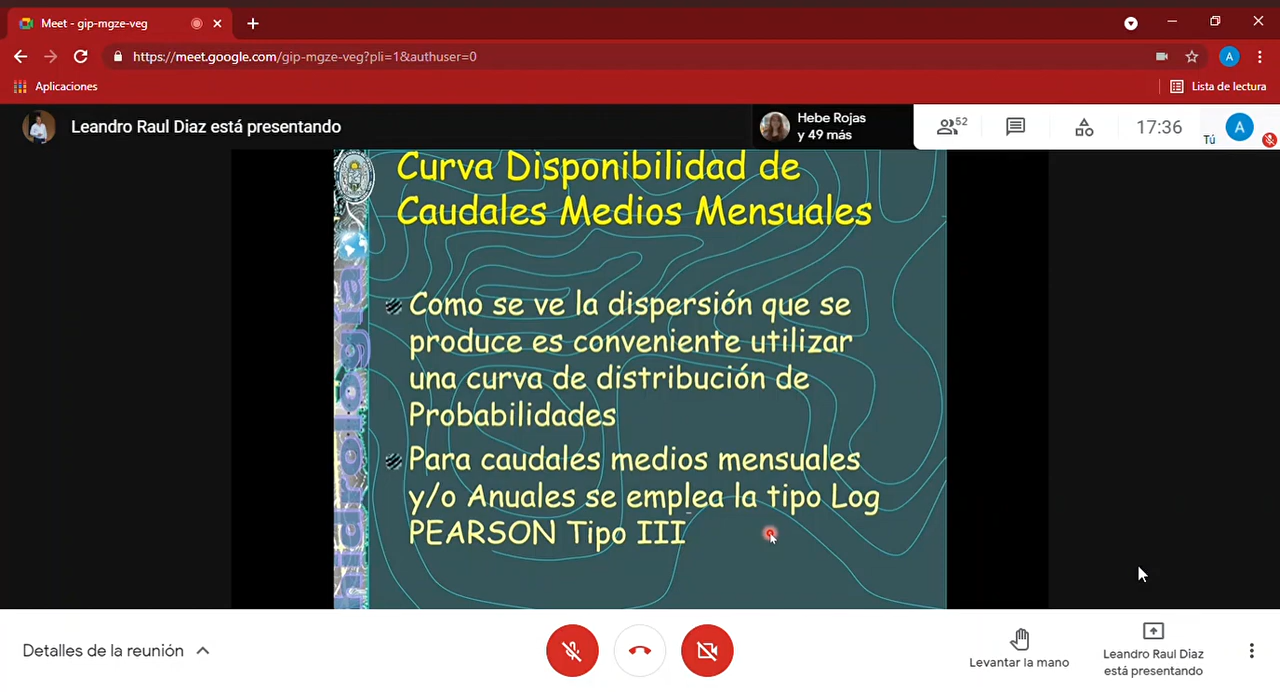 Meet - gip-mgze-veg
https://meet.google.com/gip-mgze-veg?pli=1&authuser=0
A
Aplicaciones
Lista de lectura
Leandro Raul Diaz está presentando
Hebe Rojas
y 49 más
52
17:36
Tú
A
Curva Disponibilidad de
Caudales Medios Mensuales
Como se ve la dispersión que se
produce es conveniente utilizar
una curva de distribución de
Probabilidades
Para caudales medios mensuales
y/o Anuales se emplea la tipo Log
PEARSON Tipo III
Hidrología
Detalles de la reunión
Levantar la mano
Leandro Raul Diaz
está presentando